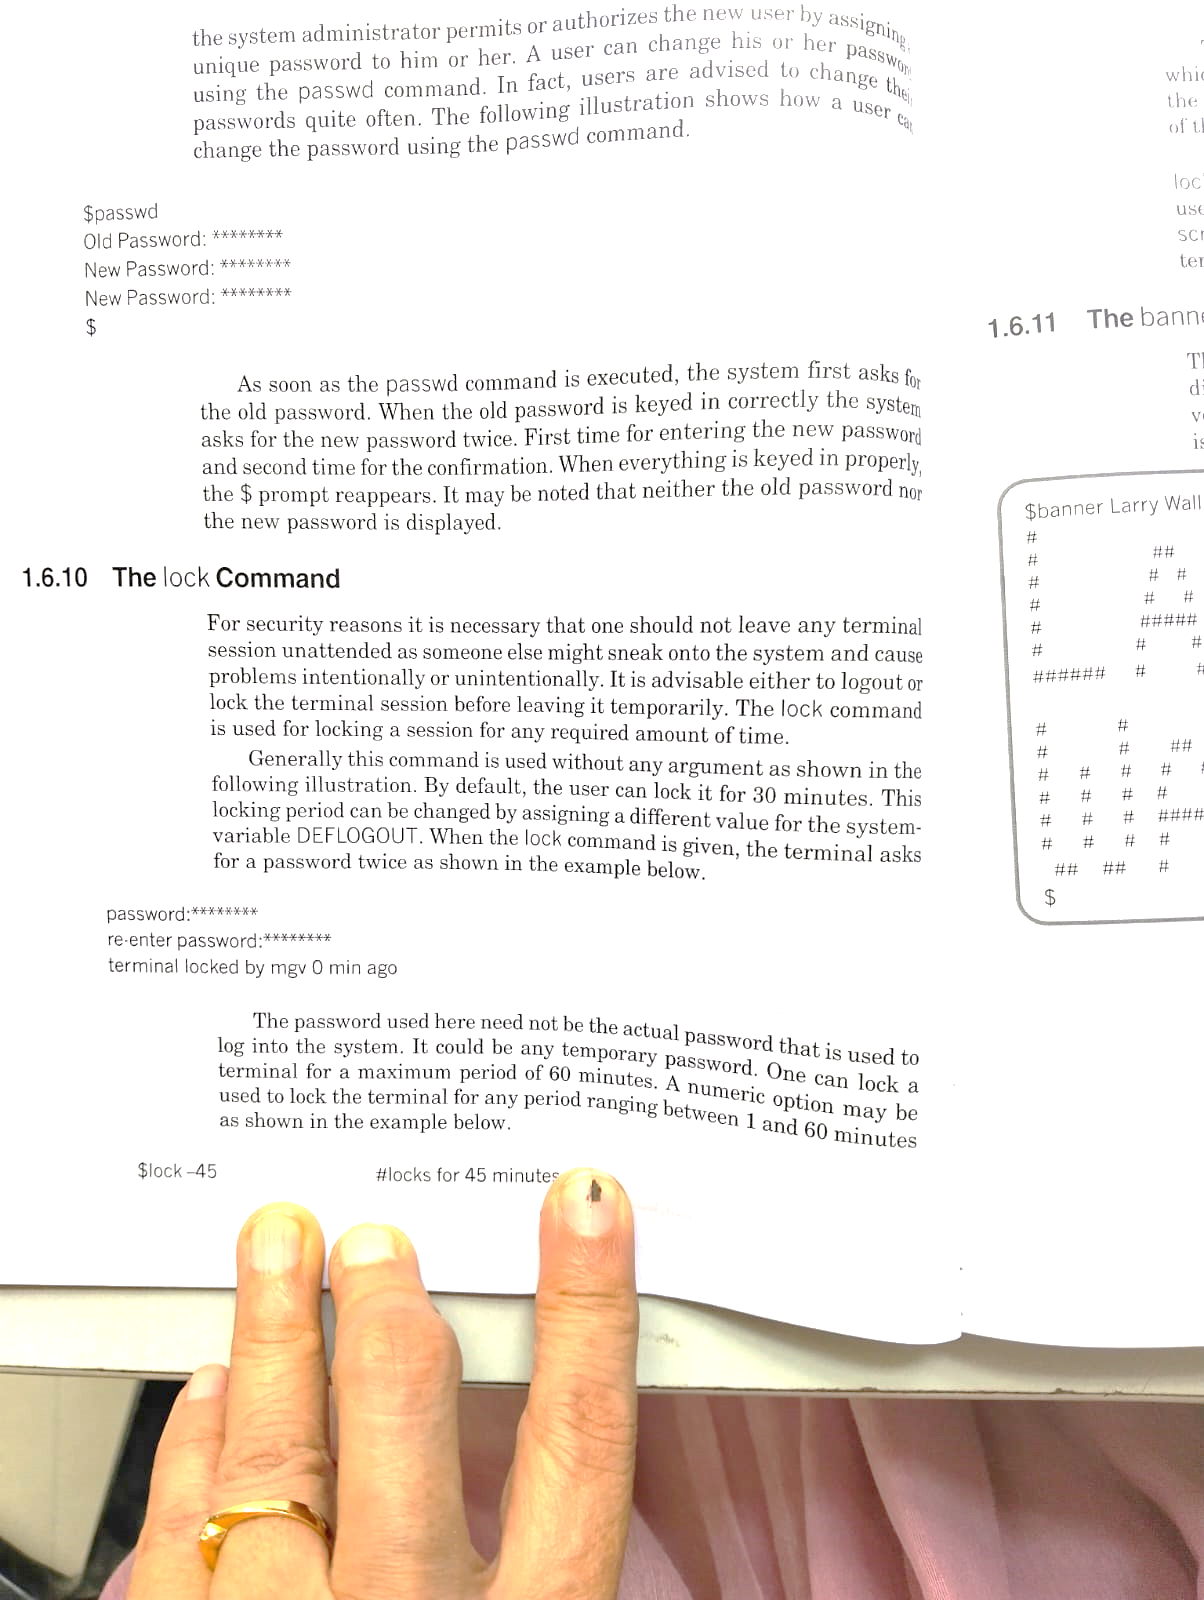 the system administrator permits or authorizes the new user by assigning
unique password to him or her. A user can change his or her
using the passwd command. In fact, users are advised to change
passwords quite often. The following illustration shows how a user
change the password using the passwd command.
$passwd
Old Password: ********
New Password: ********
New Password: ********
$
As soon as the passwd command is executed, the system first asks for
the old password. When the old password is keyed in correctly the system
asks for the new password twice. First time for entering the new password
and second time for the confirmation. When everything is keyed in properly,
the $ prompt reappears. It may be noted that neither the old password nor
the new password is displayed.
1.6.10 The lock Command
For security reasons it is necessary that one should not leave any terminal
session unattended as someone else might sneak onto the system and cause
problems intentionally or unintentionally. It is advisable either to logout or
lock the terminal session before leaving it temporarily. The lock command
is used for locking a session for any required amount of time.
Generally this command is used without any argument as shown in the
following illustration. By default, the user can lock it for 30 minutes. This
locking period can be changed by assigning a different value for the system-
variable DEFLOGOUT. When the lock command is given, the terminal asks
for a password twice as shown in the example below.
password:********
re-enter password:********
terminal locked by mgv 0 min ago
The password used here need not be the actual password that is used to
log into the system. It could be any temporary password. One can lock a
terminal for a maximum period of 60 minutes. A numeric option may be
used to lock the terminal for any period ranging between 1 and 60 minutes
as shown in the example below.
$lock –45 #locks for 45 minutes
the
1.6.11 The
$banner Larry Wall
#
# ##
# # #
# # #
# #####
# # #
###### #
# #
# # ##
# # # #
# # # #
# # # ####
# # # #
## ## #
$